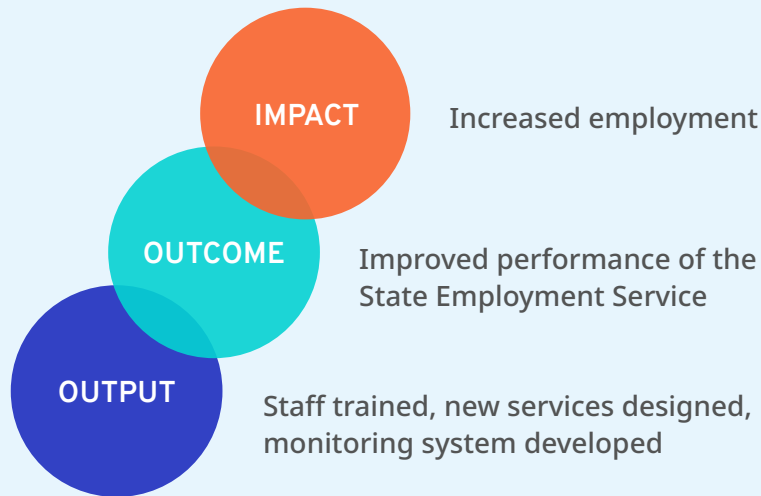 IMPACT
Increased employment
OUTCOME
Improved performance of the
State Employment Service
OUTPUT
Staff trained, new services designed,
monitoring system developed